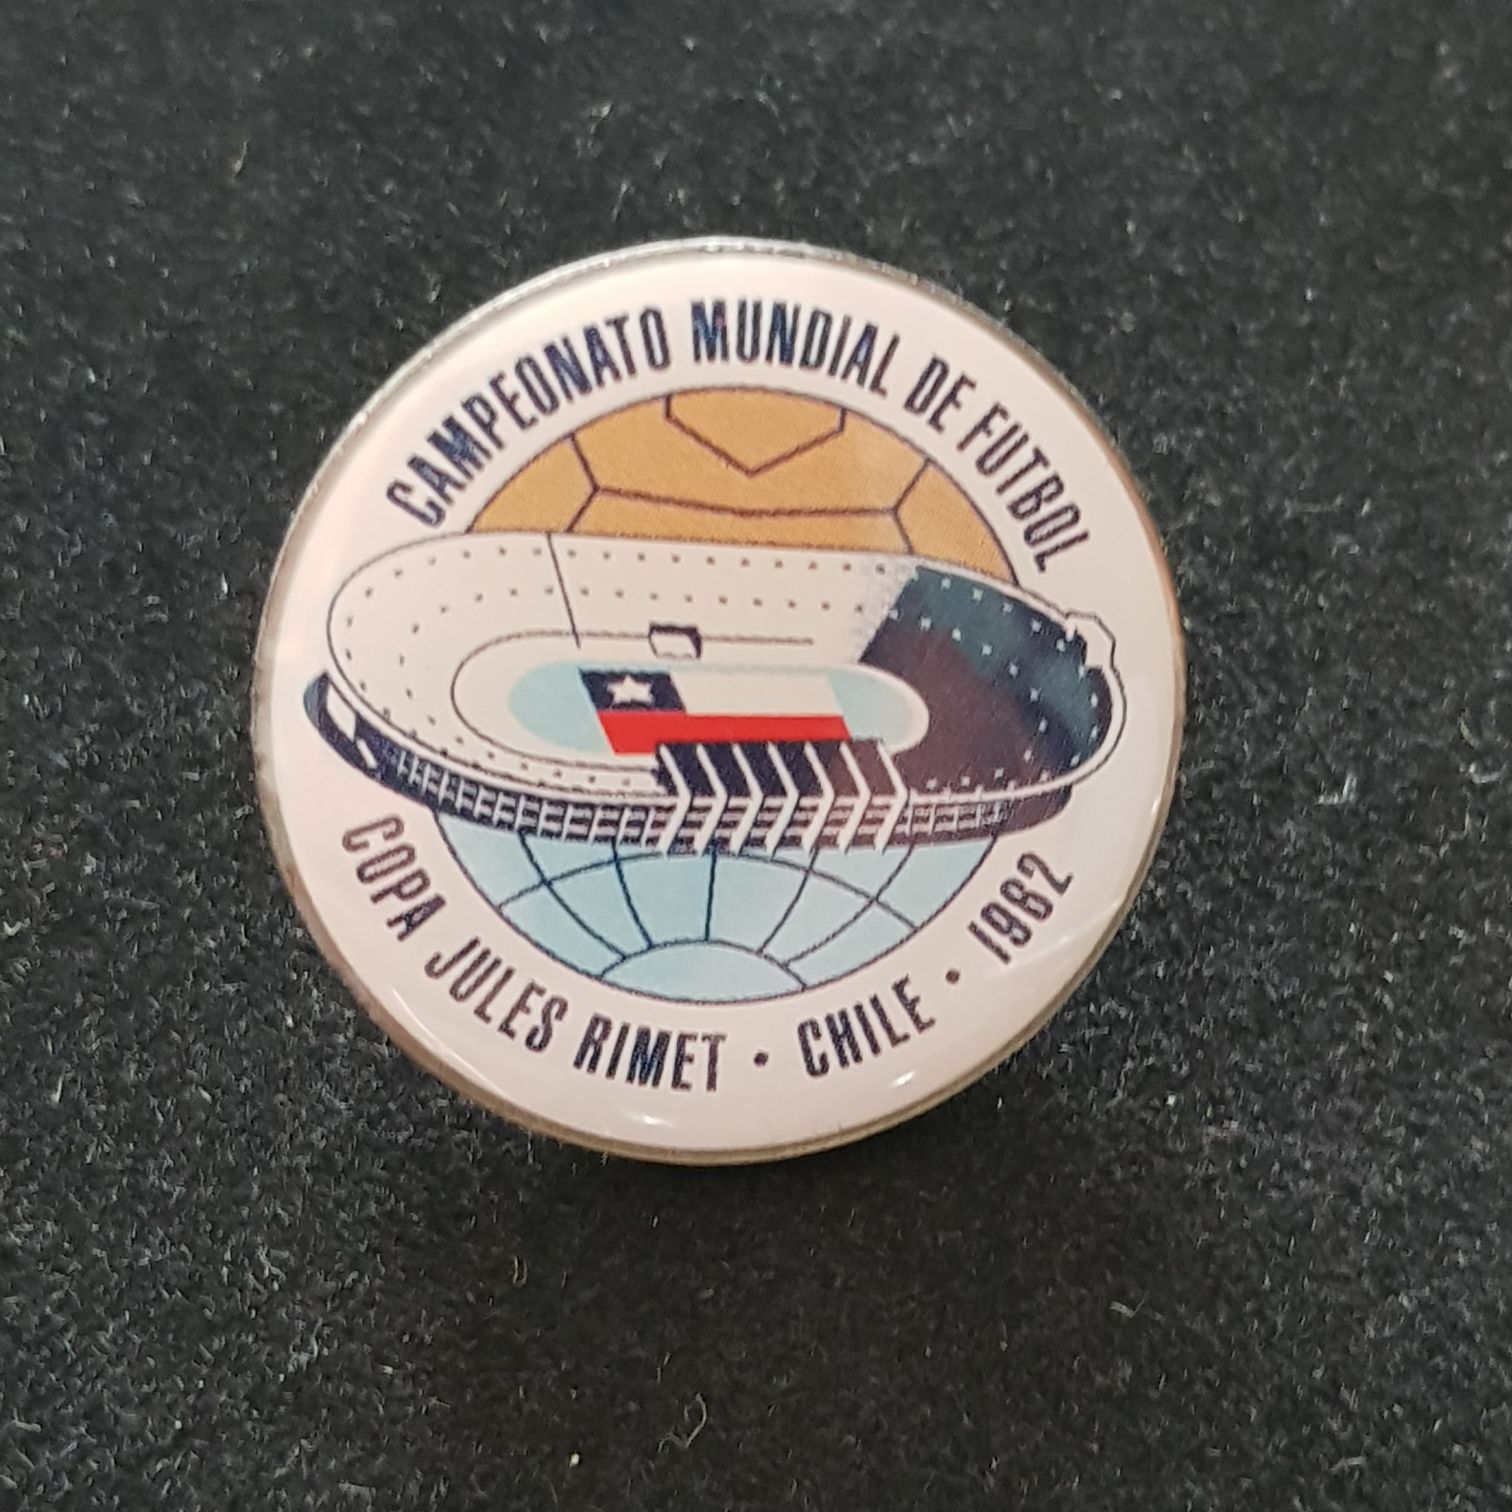 CAMPEONATO MUNDIAL DE FUTBOL
COPA JULES RIMET • CHILE • 1962